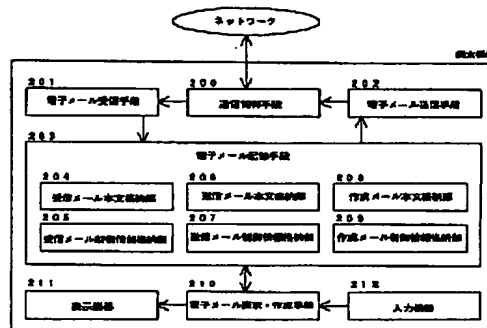 ネットワーク
端末機器
201
電子メール受信手段
200
通信制御手段
202
電子メール送信手段
203
電子メール記憶手段
204
受信メール本文格納部
206
送信メール本文格納部
208
作成メール本文格納部
205
受信メール制御情報格納部
207
送信メール制御情報格納部
209
作成メール制御情報格納部
211
表示機器
210
電子メール表示・作成手段
212
入力機器